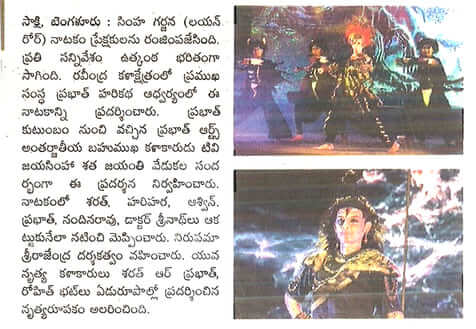 సాక్షి, బెంగళూరు : సింహ గర్జన (లయన్
రోర్) నాటకం ప్రేక్షకులను రంజింపజేసింది.
ప్రతి సన్నివేశం ఉత్కంఠ భరితంగా
సాగింది. రవీంద్ర కళాక్షేత్రంలో ప్రముఖ
సంస్థ ప్రభాత్ హరికథ ఆధ్వర్యంలో ఈ
నాటకాన్ని ప్రదర్శించారు. ప్రభాత్
కుటుంబం నుంచి వచ్చిన ప్రభాత్ ఆర్ట్స్
అంతర్జాతీయ బహుముఖ కళాకారుడు టివి
జయసింహా శత జయంతి వేడుకల సంద
ర్భంగా ఈ ప్రదర్శన నిర్వహించారు.
నాటకంలో శరత్, హరిహర, అశ్విన్,
ప్రభాత్, నందినిరావు, డాక్టర్ శ్రీనాథ్‌లు ఆక
ట్టుకునేలా నటించి మెప్పించారు. నిరుపమా
శ్రీరాజేంద్ర దర్శకత్వం వహించారు. యువ
నృత్య కళాకారులు శరత్ ఆర్ ప్రభాత్,
రోహిత్ భట్‌లు ఏడురూపాల్లో ప్రదర్శించిన
నృత్యరూపకం అలరించింది.